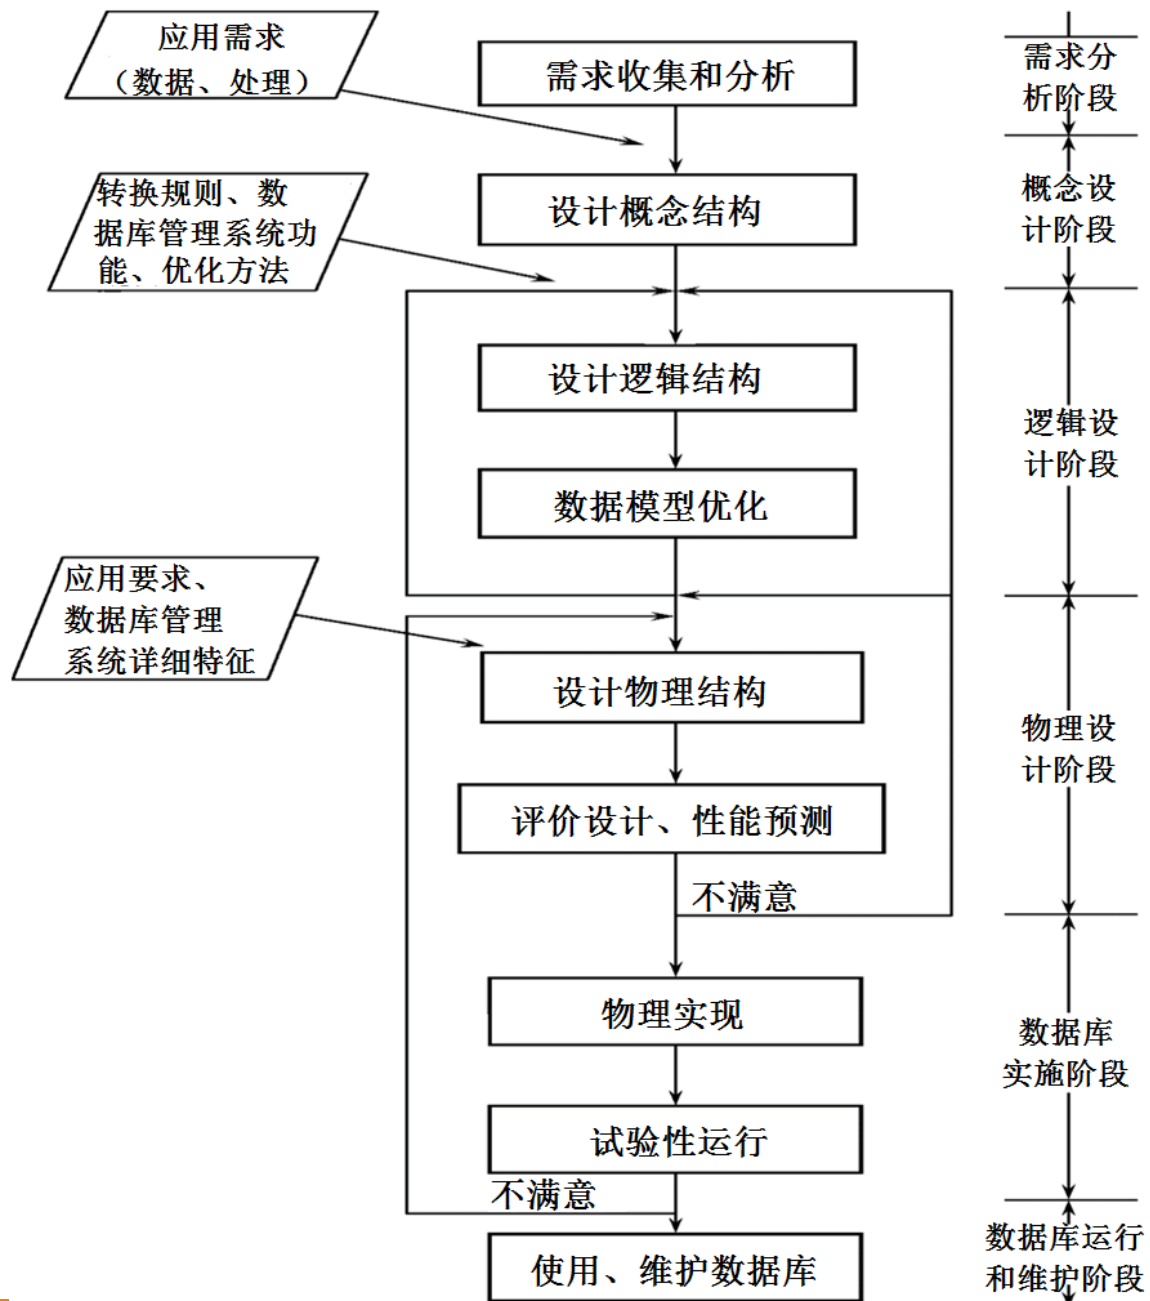 应用需求
（数据、处理）
需求收集和分析
需求分
析阶段
转换规则、数
据库管理系统功
能、优化方法
设计概念结构
概念设
计阶段
设计逻辑结构
数据模型优化
逻辑设
计阶段
应用要求、
数据库管理
系统详细特征
设计物理结构
评价设计、性能预测
不满意
物理设
计阶段
物理实现
试验性运行
不满意
数据库
实施阶段
使用、维护数据库
数据库运行
和维护阶段